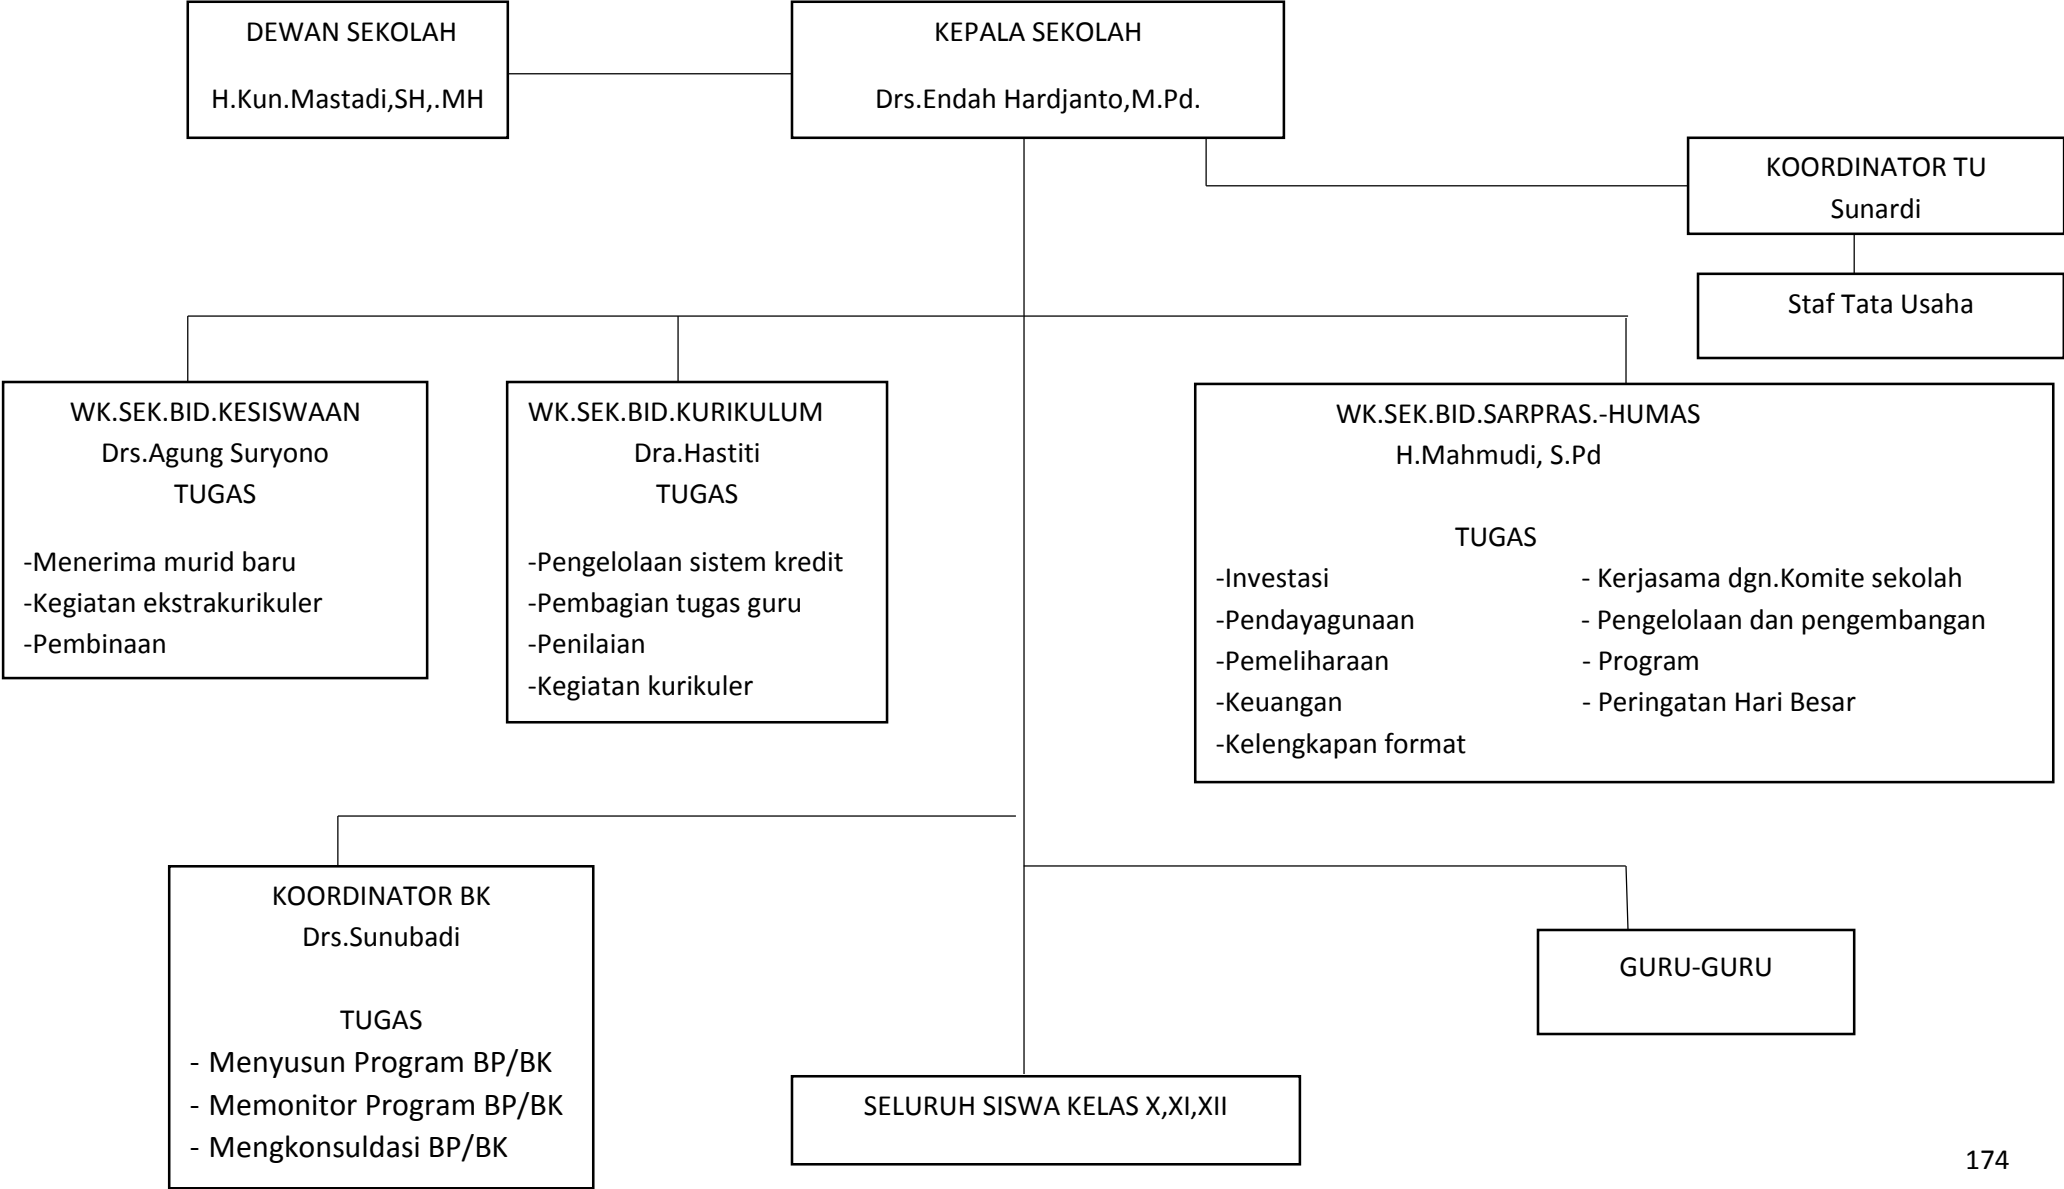 DEWAN SEKOLAH
H.Kun.Mastadi,SH,.MH
KEPALA SEKOLAH
Drs.Endah Hardjanto,M.Pd.
KOORDINATOR TU
Sunardi
Staf Tata Usaha
WK.SEK.BID.KESISWAAN
Drs.Agung Suryono
TUGAS
-Menerima murid baru
-Kegiatan ekstrakurikuler
-Pembinaan
WK.SEK.BID.KURIKULUM
Dra.Hastiti
TUGAS
-Pengelolaan sistem kredit
-Pembagian tugas guru
-Penilaian
-Kegiatan kurikuler
WK.SEK.BID.SARPRAS.-HUMAS
H.Mahmudi, S.Pd
TUGAS
-Investasi - Kerjasama dgn.Komite sekolah
-Pendayagunaan - Pengelolaan dan pengembangan
-Pemeliharaan - Program
-Keuangan - Peringatan Hari Besar
-Kelengkapan format
KOORDINATOR BK
Drs.Sunubadi
TUGAS
- Menyusun Program BP/BK
- Memonitor Program BP/BK
- Mengkonsuldasi BP/BK
GURU-GURU
SELURUH SISWA KELAS X,XI,XII
174